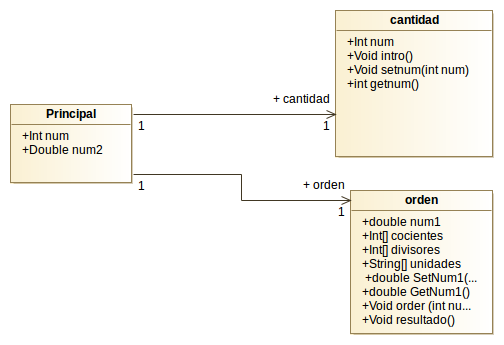 cantidad
+Int num
+Void intro()
+Void setnum(int num)
+int getnum()
+ cantidad
1
1
Principal
+Int num
+Double num2
1
+ orden
1
orden
+double num1
+Int[] cocientes
+Int[] divisores
+String[] unidades
+double SetNum1(...
+double GetNum1()
+Void order (int nu...
+Void resultado()